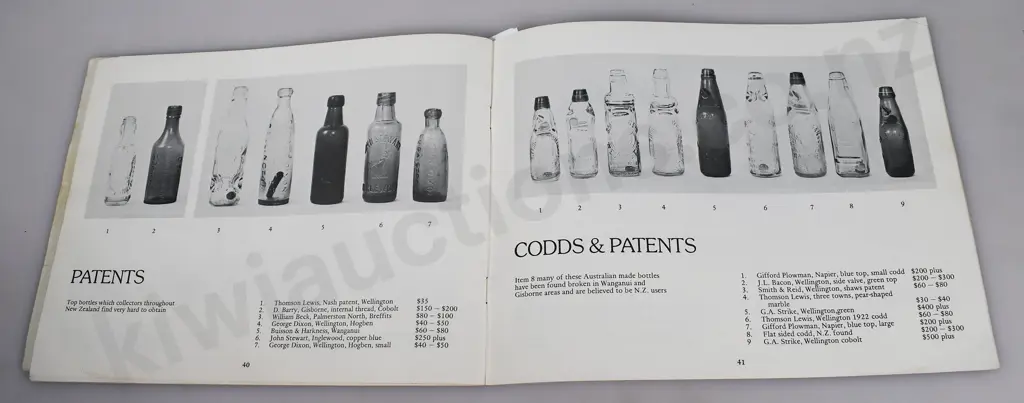 1 2 3 4 5 6 7
PATENTS
Top bottles which collectors throughout
New Zealand find very hard to obtain
1. Thomson Lewis, Nash patent, Wellington $35
2. D. Barry, Gisborne, internal thread, Cobolt $150 – $200
3. William Beck, Palmerston North, Breffits $80 – $100
4. George Dixon, Wellington, Hogben $40 – $50
5. Buisson & Harkness, Wanganui $60 – $80
6. John Stewart, Inglewood, copper blue $250 plus
7. George Dixon, Wellington, Hogben, small $40 – $50
40
1 2 3 4 5 6 7 8 9
CODDS & PATENTS
Item 8 many of these Australian made bottles
have been found broken in Wanganui and
Gisborne areas and are believed to be N.Z. users
1. Gifford Plowman, Napier, blue top, small codd $200 plus
2. J.L. Bacon, Wellington, side valve, green top $200 – $300
3. Smith & Reid, Wellington, shaws patent $60 – $80
4. Thomson Lewis, three towns, pear-shaped
marble $30 – $40
5. G.A. Strike, Wellington,green $400 plus
6. Thomson Lewis, Wellington 1922 codd $60 – $80
7. Gifford Plowman, Napier, blue top, large $200 plus
8. Flat sided codd, N.Z. found $200 – $300
9 G.A. Strike, Wellington cobolt $500 plus
41